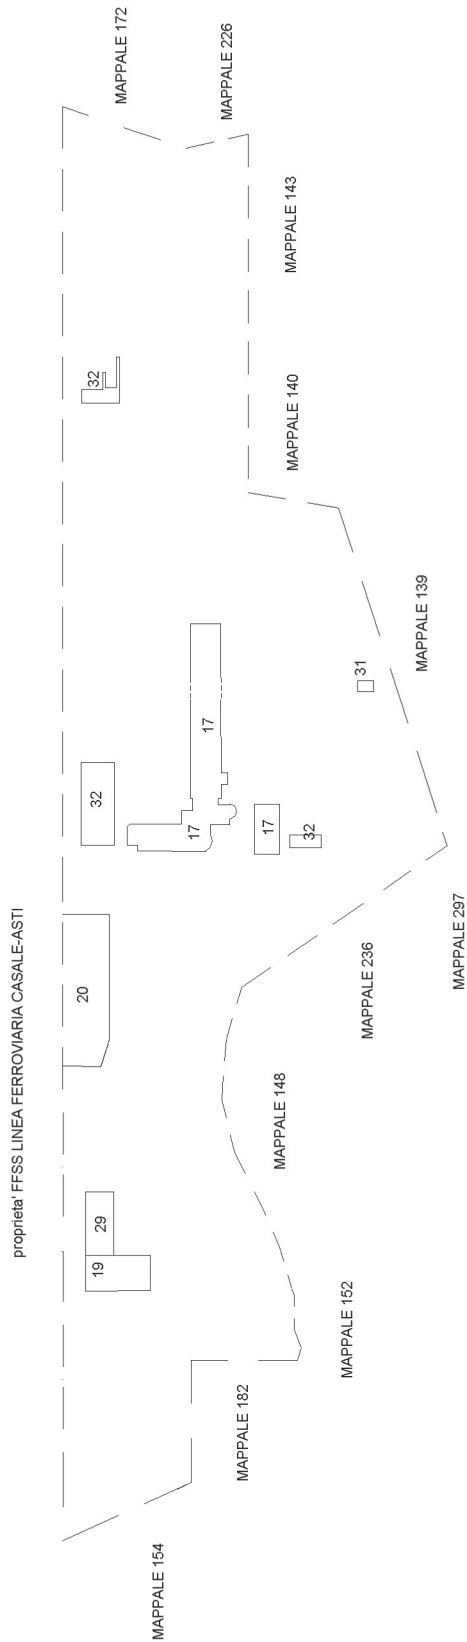 proprieta' FFSS LINEA FERROVIARIA CASALE-ASTI
MAPPALE 172
MAPPALE 226
MAPPALE 143
MAPPALE 140
MAPPALE 139
MAPPALE 297
MAPPALE 236
MAPPALE 148
MAPPALE 152
MAPPALE 182
MAPPALE 154
32
31
17
32
17
17
32
20
29
19